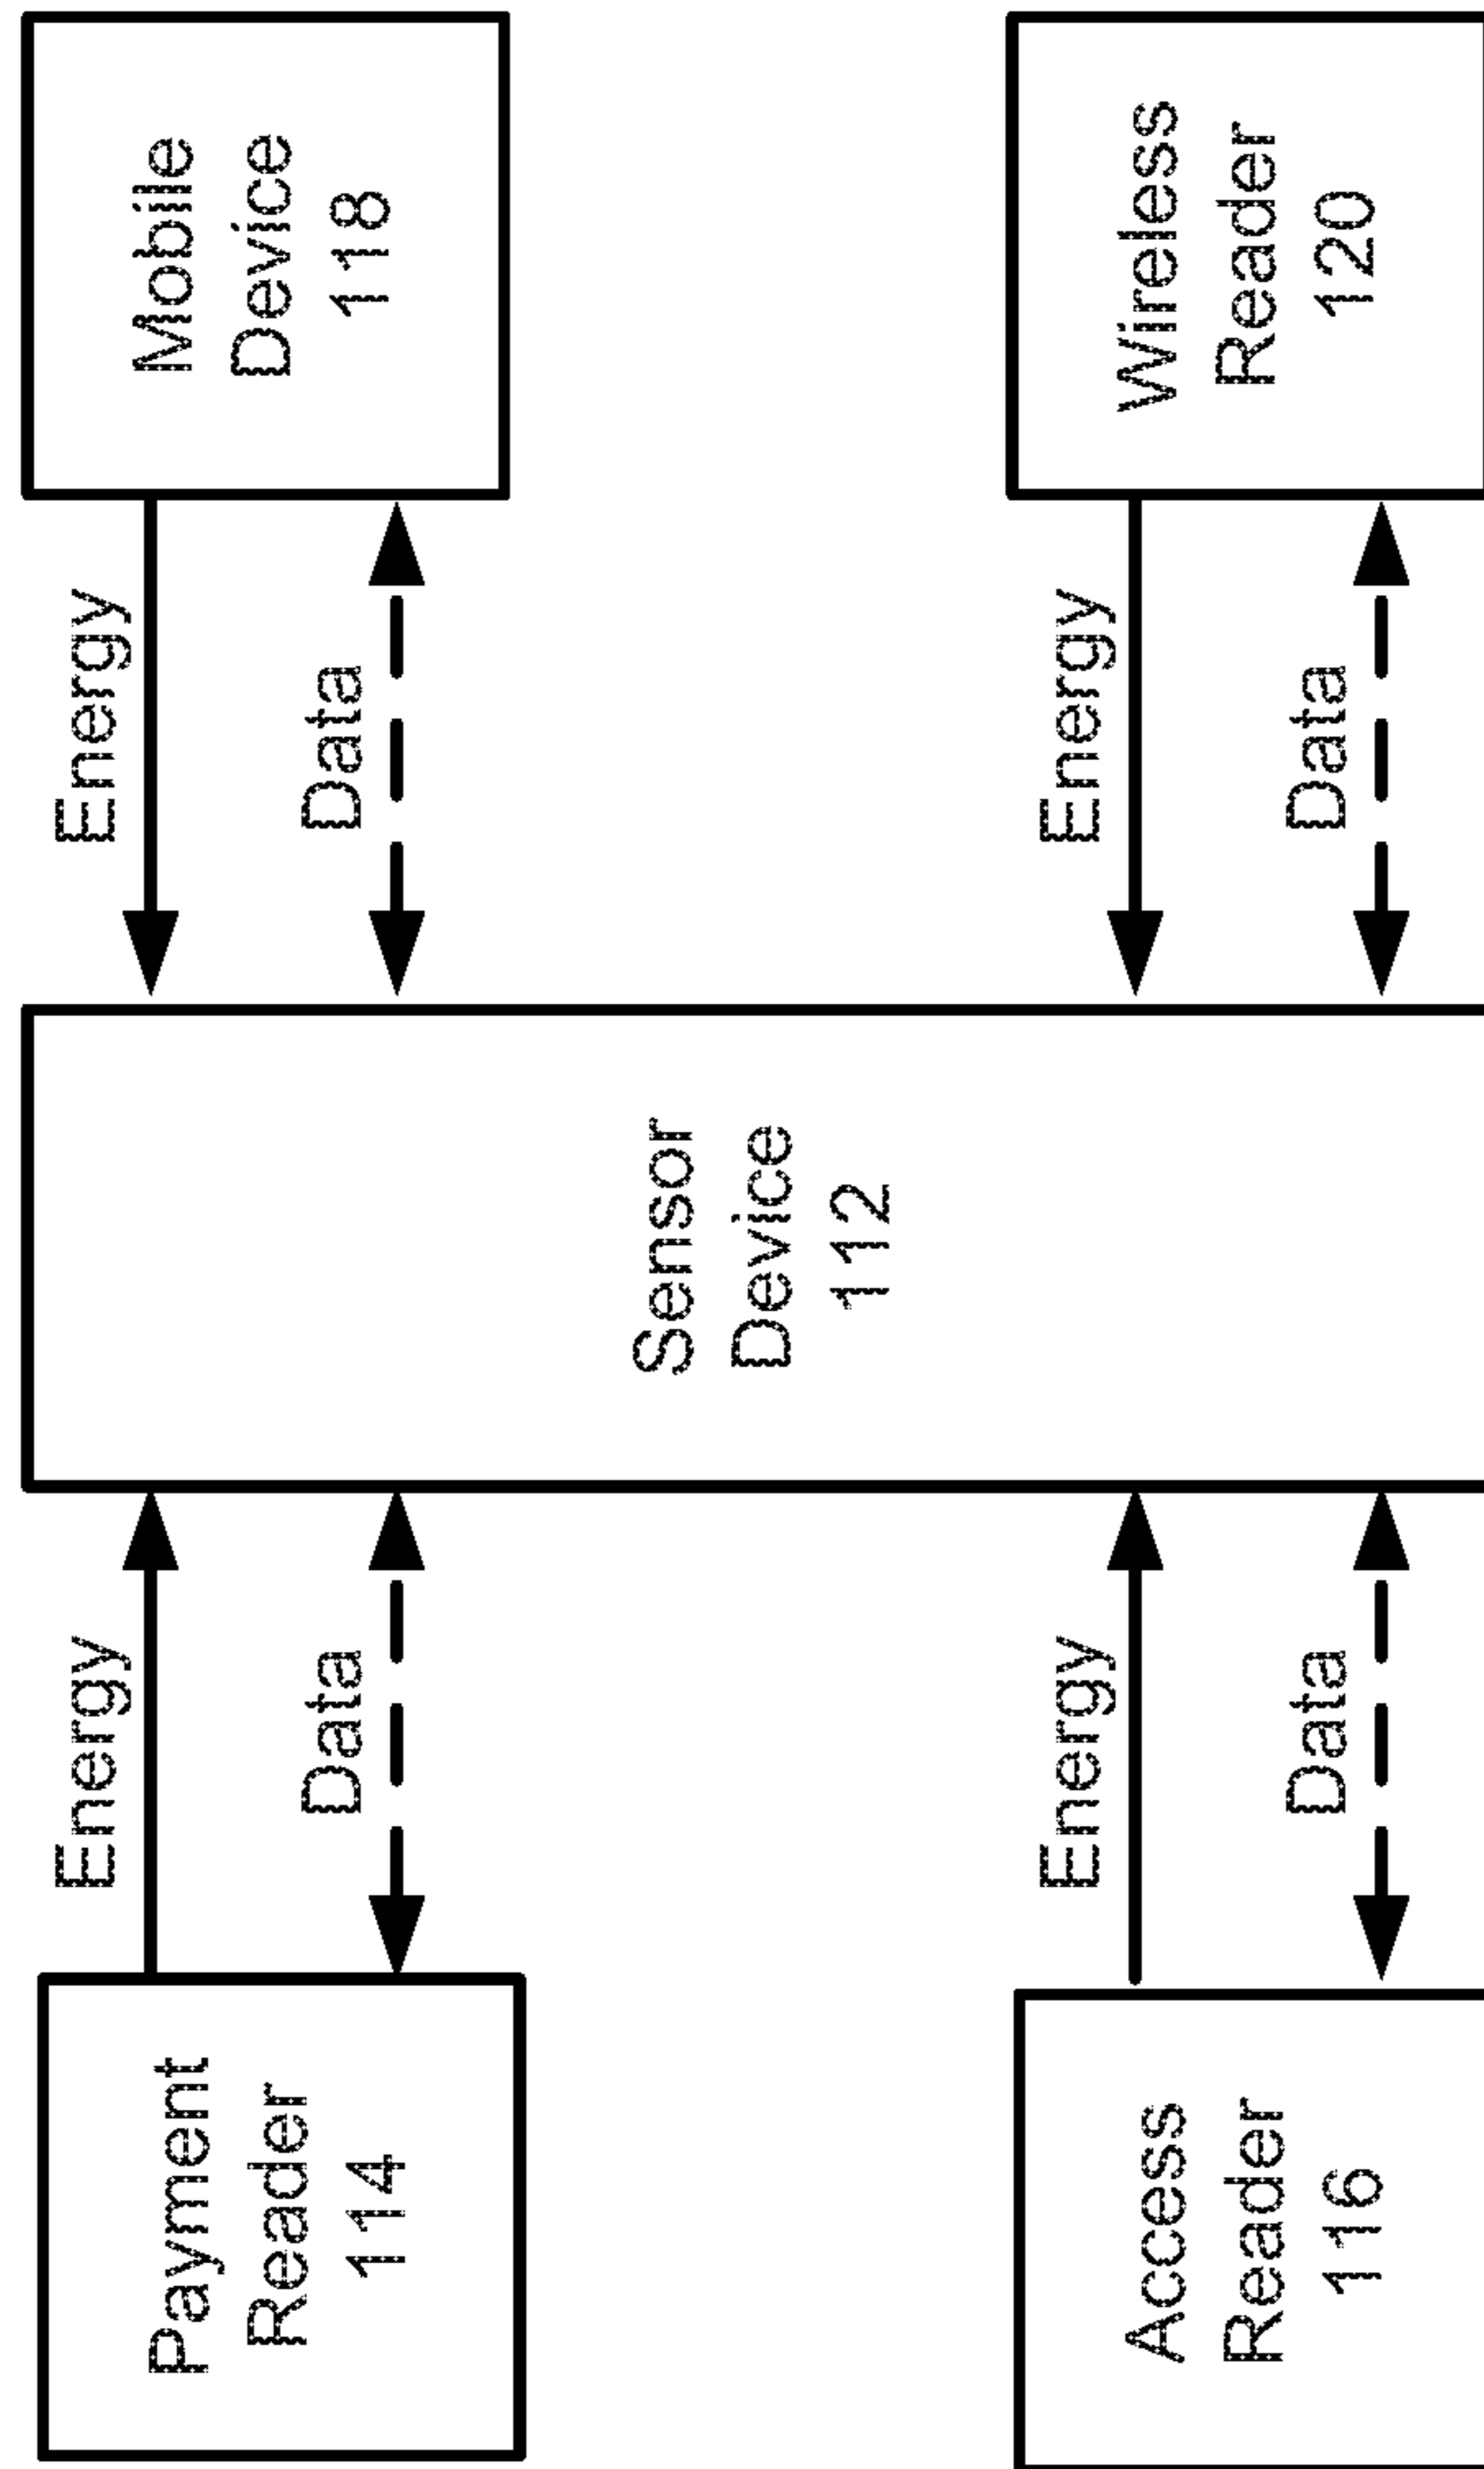 Payment
Reader
114
Energy
Data
Sensor
Device
112
Energy
Data
Mobile
Device
118
Access
Reader
116
Energy
Data
Energy
Data
Wireless
Reader
120